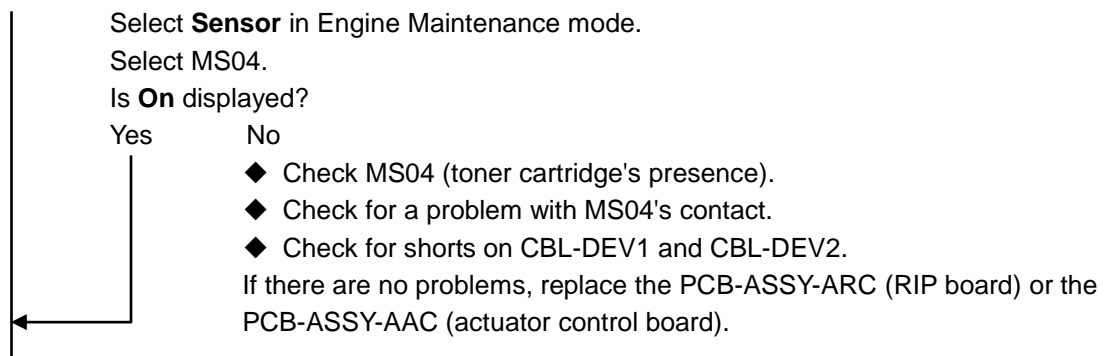 Select Sensor in Engine Maintenance mode.
Select MS04.
Is On displayed?
Yes No
◆ Check MS04 (toner cartridge's presence).
◆ Check for a problem with MS04's contact.
◆ Check for shorts on CBL-DEV1 and CBL-DEV2.
If there are no problems, replace the PCB-ASSY-ARC (RIP board) or the
PCB-ASSY-AAC (actuator control board).